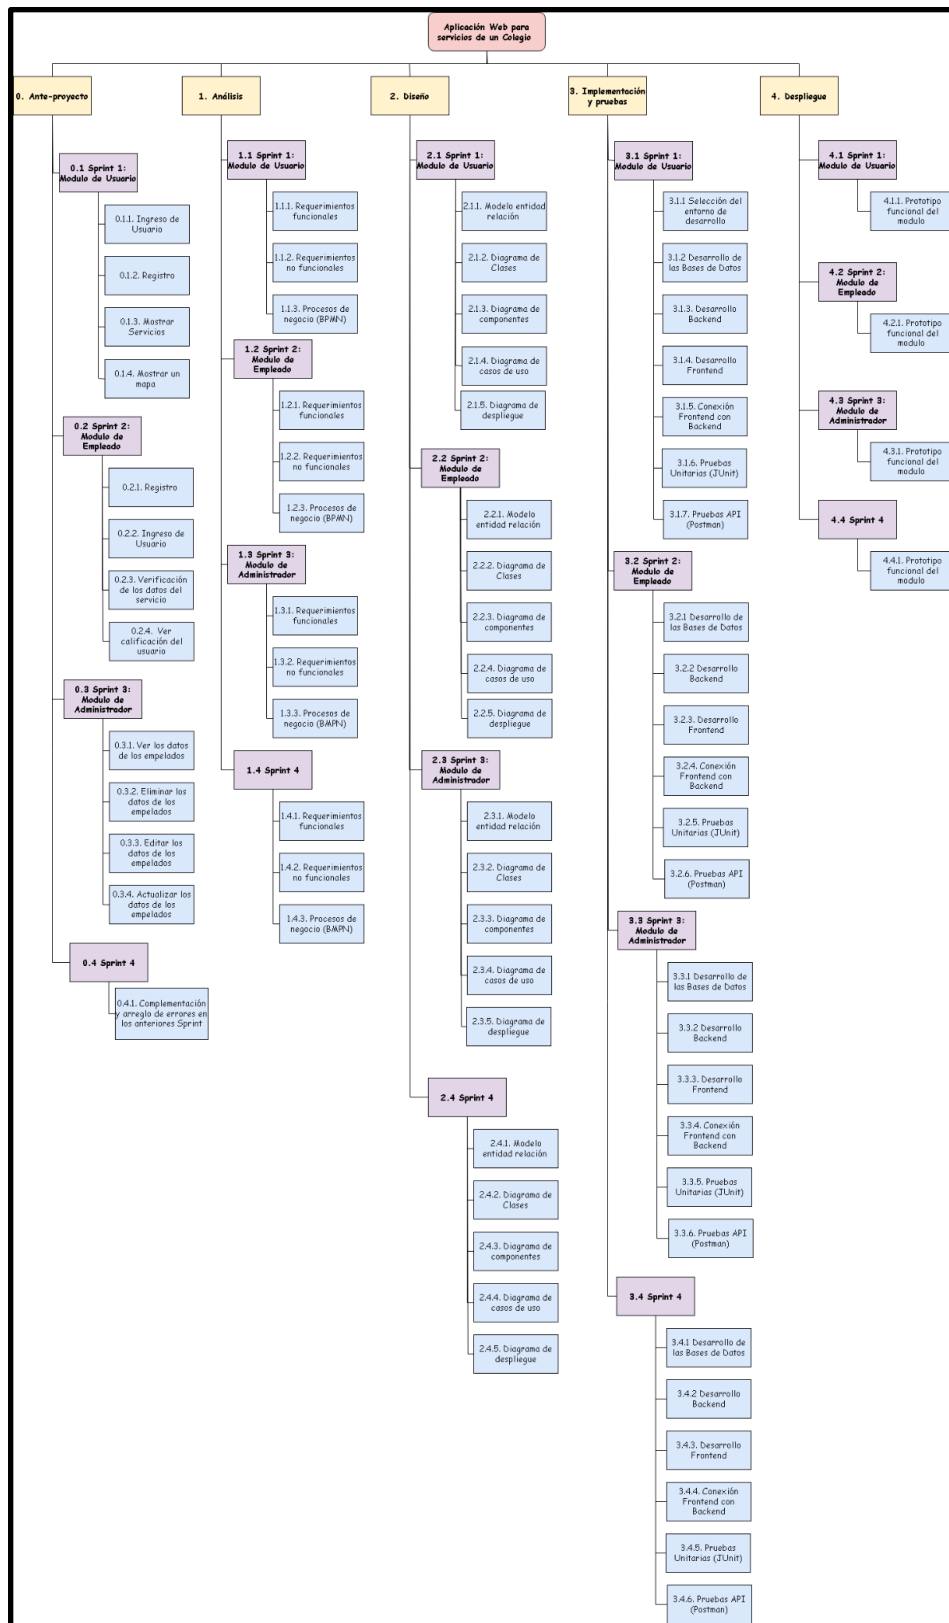 Aplicación Web para
servicios de un Colegio
0. Ante-proyecto
0.1 Sprint 1:
Modulo de Usuario
0.1.1. Ingreso de
Usuario
0.1.2. Registro
0.1.3. Mostrar
Servicios
0.1.4. Mostrar un
mapa
0.2 Sprint 2:
Modulo de
Empleado
0.2.1. Registro
0.2.2. Ingreso de
Usuario
0.2.3. Verificación
de los datos del
servicio
0.2.4. Ver
calificación del
usuario
0.3 Sprint 3:
Modulo de
Administrador
0.3.1. Ver los datos
de los empelados
0.3.2. Eliminar los
datos de los
empelados
0.3.3. Editar los
datos de los
empelados
0.3.4. Actualizar los
datos de los
empelados
0.4 Sprint 4
0.4.1. Complementación
y arreglo de errores en
los anteriores Sprint
1. Análisis
1.1 Sprint 1:
Modulo de Usuario
1.1.1. Requerimientos
funcionales
1.1.2. Requerimientos
no funcionales
1.1.3. Procesos de
negocio (BPMN)
1.2 Sprint 2:
Modulo de
Empleado
1.2.1. Requerimientos
funcionales
1.2.2. Requerimientos
no funcionales
1.2.3. Procesos de
negocio (BPMN)
1.3 Sprint 3:
Modulo de
Administrador
1.3.1. Requerimientos
funcionales
1.3.2. Requerimientos
no funcionales
1.3.3. Procesos de
negocio (BMPN)
1.4 Sprint 4
1.4.1. Requerimientos
funcionales
1.4.2. Requerimientos
no funcionales
1.4.3. Procesos de
negocio (BMPN)
2. Diseño
2.1 Sprint 1:
Modulo de Usuario
2.1.1. Modelo entidad
relación
2.1.2. Diagrama de
Clases
2.1.3. Diagrama de
componentes
2.1.4. Diagrama de
casos de uso
2.1.5. Diagrama de
despliegue
2.2 Sprint 2:
Modulo de
Empleado
2.2.1. Modelo
entidad relación
2.2.2. Diagrama de
Clases
2.2.3. Diagrama de
componentes
2.2.4. Diagrama de
casos de uso
2.2.5. Diagrama de
despliegue
2.3 Sprint 3:
Modulo de
Administrador
2.3.1. Modelo
entidad relación
2.3.2. Diagrama de
Clases
2.3.3. Diagrama de
componentes
2.3.4. Diagrama de
casos de uso
2.3.5. Diagrama de
despliegue
2.4 Sprint 4
2.4.1. Modelo
entidad relación
2.4.2. Diagrama de
Clases
2.4.3. Diagrama de
componentes
2.4.4. Diagrama de
casos de uso
2.4.5. Diagrama de
despliegue
3. Implementación
y pruebas
3.1 Sprint 1:
Modulo de Usuario
3.1.1 Selección del
entorno de
desarrollo
3.1.2 Desarrollo de
las Bases de Datos
3.1.3. Desarrollo
Backend
3.1.4. Desarrollo
Frontend
3.1.5. Conexión
Frontend con
Backend
3.1.6. Pruebas
Unitarias (JUnit)
3.1.7. Pruebas API
(Postman)
3.2 Sprint 2:
Modulo de
Empleado
3.2.1 Desarrollo de
las Bases de Datos
3.2.2 Desarrollo
Backend
3.2.3. Desarrollo
Frontend
3.2.4. Conexión
Frontend con
Backend
3.2.5. Pruebas
Unitarias (JUnit)
3.2.6. Pruebas API
(Postman)
3.3 Sprint 3:
Modulo de
Administrador
3.3.1 Desarrollo de
las Bases de Datos
3.3.2 Desarrollo
Backend
3.3.3. Desarrollo
Frontend
3.3.4. Conexión
Frontend con
Backend
3.3.5. Pruebas
Unitarias (JUnit)
3.3.6. Pruebas API
(Postman)
3.4 Sprint 4
3.4.1 Desarrollo de
las Bases de Datos
3.4.2 Desarrollo
Backend
3.4.3. Desarrollo
Frontend
3.4.4. Conexión
Frontend con
Backend
3.4.5. Pruebas
Unitarias (JUnit)
3.4.6. Pruebas API
(Postman)
4. Despliegue
4.1 Sprint 1:
Modulo de Usuario
4.1.1. Prototipo
funcional del
modulo
4.2 Sprint 2:
Modulo de
Empleado
4.2.1. Prototipo
funcional del
modulo
4.3 Sprint 3:
Modulo de
Administrador
4.3.1. Prototipo
funcional del
modulo
4.4 Sprint 4
4.4.1. Prototipo
funcional del
modulo